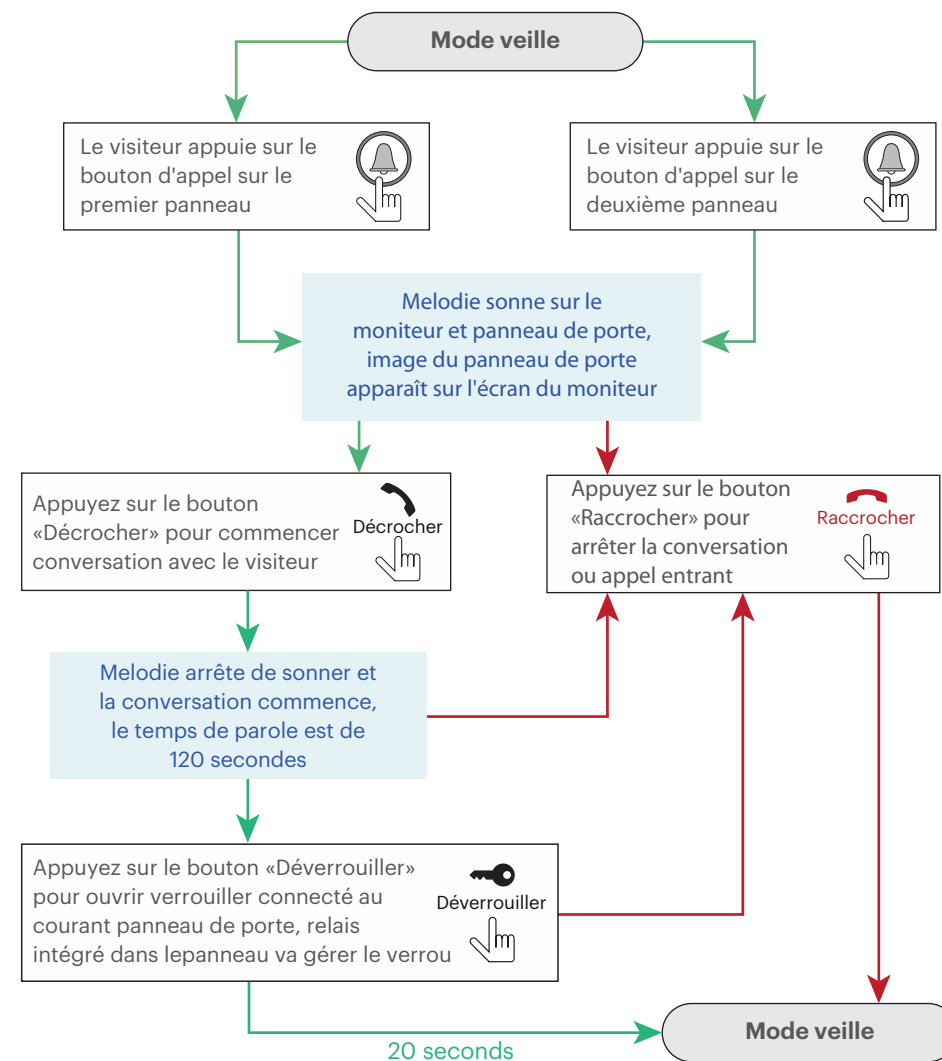 Mode veille
Le visiteur appuie sur le
bouton d'appel sur le
premier panneau
Le visiteur appuie sur le
bouton d'appel sur le
deuxième panneau
Melodie sonne sur le
moniteur et panneau de porte,
image du panneau de porte
apparaît sur l'écran du moniteur
Appuyez sur le bouton
«Décrocher» pour commencer
conversation avec le visiteur
Décrocher
Appuyez sur le bouton
«Raccrocher» pour
arrêter la conversation
ou appel entrant
Raccrocher
Melodie arrête de sonner et
la conversation commence,
le temps de parole est de
120 secondes
Appuyez sur le bouton «Déverrouiller»
pour ouvrir verrouiller connecté au
courant panneau de porte, relais
intégré dans lepanneau va gérer le verrou
Déverrouiller
20 seconds
Mode veille